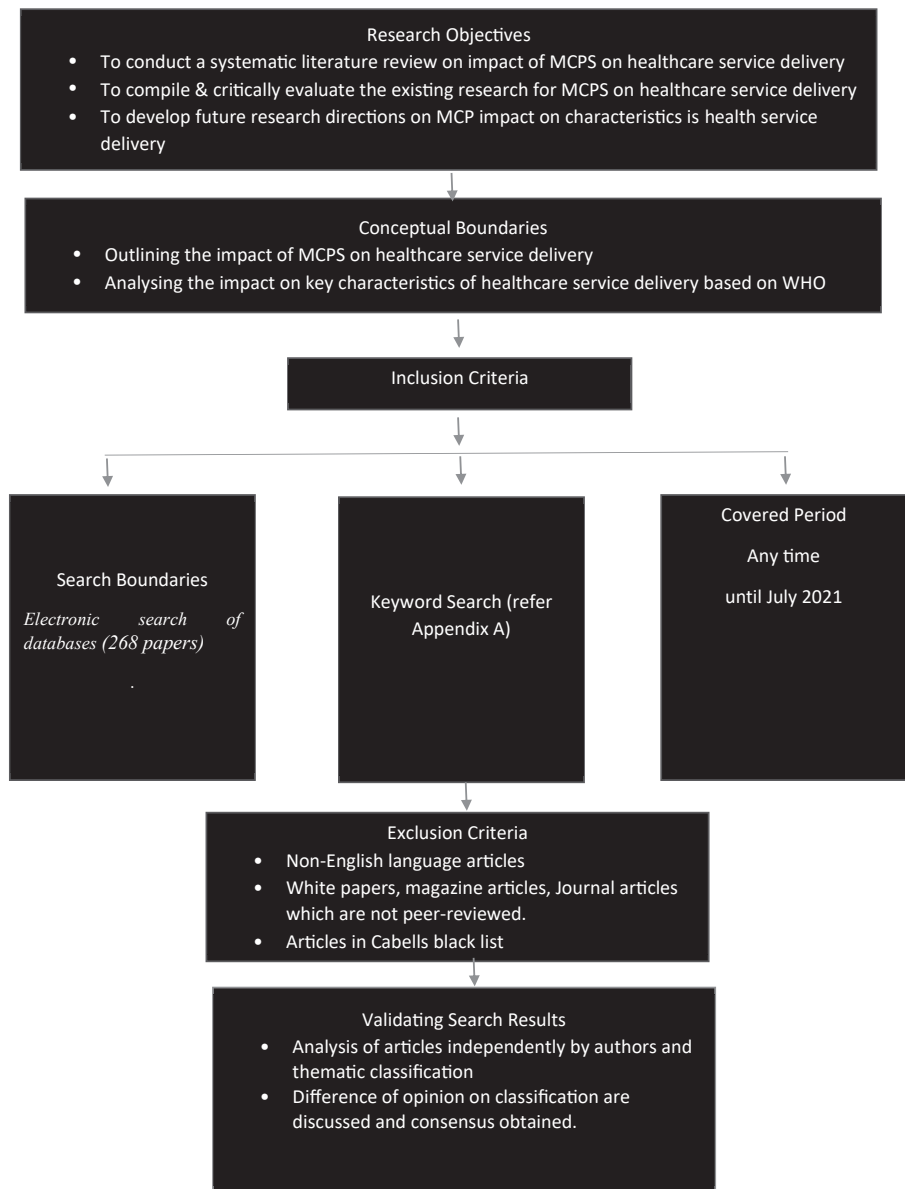 Research Objectives
• To conduct a systematic literature review on impact of MCPS on healthcare service delivery
• To compile & critically evaluate the existing research for MCPS on healthcare service delivery
• To develop future research directions on MCP impact on characteristics is health service
delivery
Conceptual Boundaries
• Outlining the impact of MCPS on healthcare service delivery
• Analysing the impact on key characteristics of healthcare service delivery based on WHO
Inclusion Criteria
Search Boundaries
Electronic search of
databases (268 papers)
.
Keyword Search (refer
Appendix A)
Covered Period
Any time
until July 2021
Exclusion Criteria
• Non-English language articles
• White papers, magazine articles, Journal articles
which are not peer-reviewed.
• Articles in Cabells black list
Validating Search Results
• Analysis of articles independently by authors and
thematic classification
• Difference of opinion on classification are
discussed and consensus obtained.